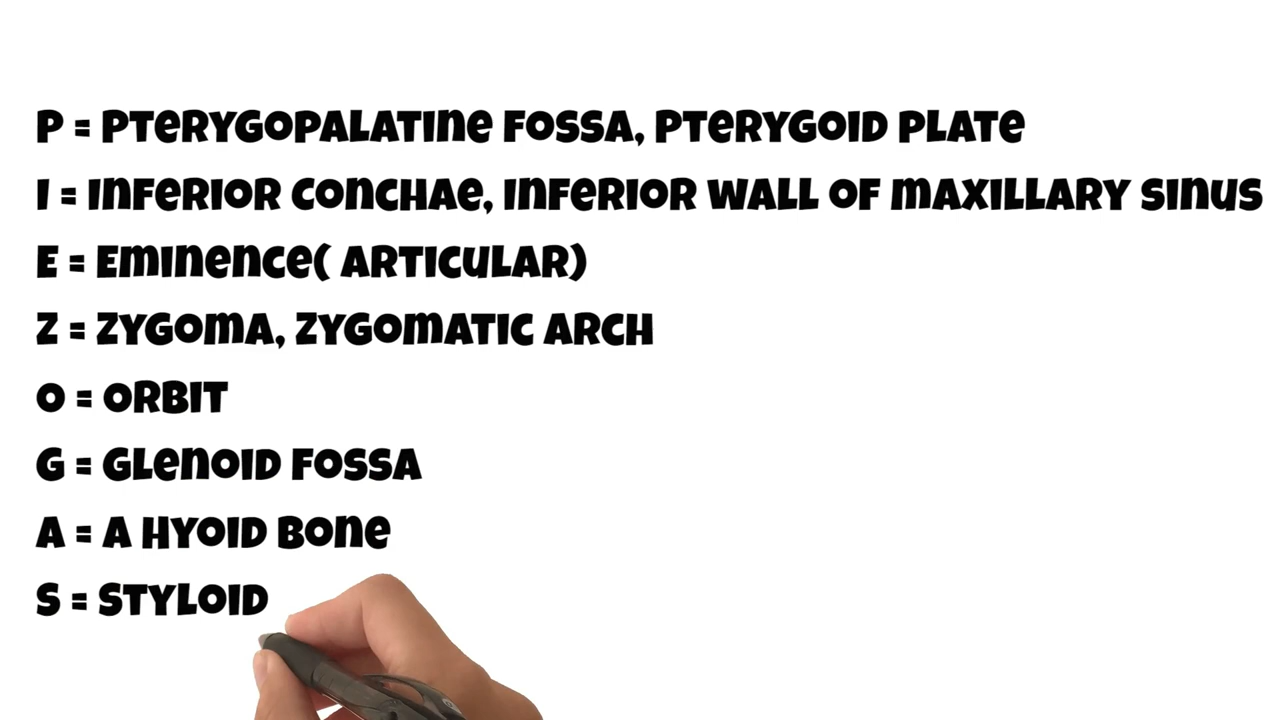 P = Pterygopalatine fossa, Pterygoid plate
I = Inferior conchae, Inferior wall of maxillary sinus
E = Eminence( Articular)
Z = Zygoma, Zygomatic arch
O = Orbit
G = Glenoid fossa
A = A Hyoid bone
S = Styloid